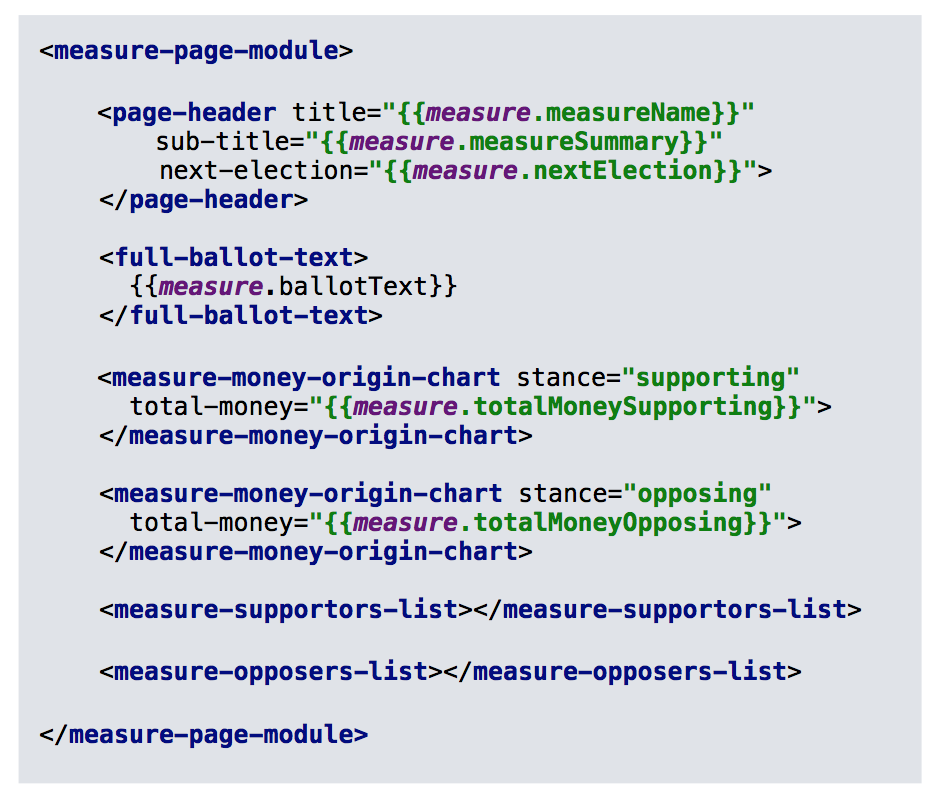 <measure-page-module>
<page-header title="{{measure.measureName}}"
sub-title="{{measure.measureSummary}}"
next-election="{{measure.nextElection}}">
</page-header>
<full-ballot-text>
{{measure.ballotText}}
</full-ballot-text>
<measure-money-origin-chart stance="supporting"
total-money="{{measure.totalMoneySupporting}}">
</measure-money-origin-chart>
<measure-money-origin-chart stance="opposing"
total-money="{{measure.totalMoneyOpposing}}">
</measure-money-origin-chart>
<measure-supportors-list></measure-supportors-list>
<measure-opposers-list></measure-opposers-list>
</measure-page-module>